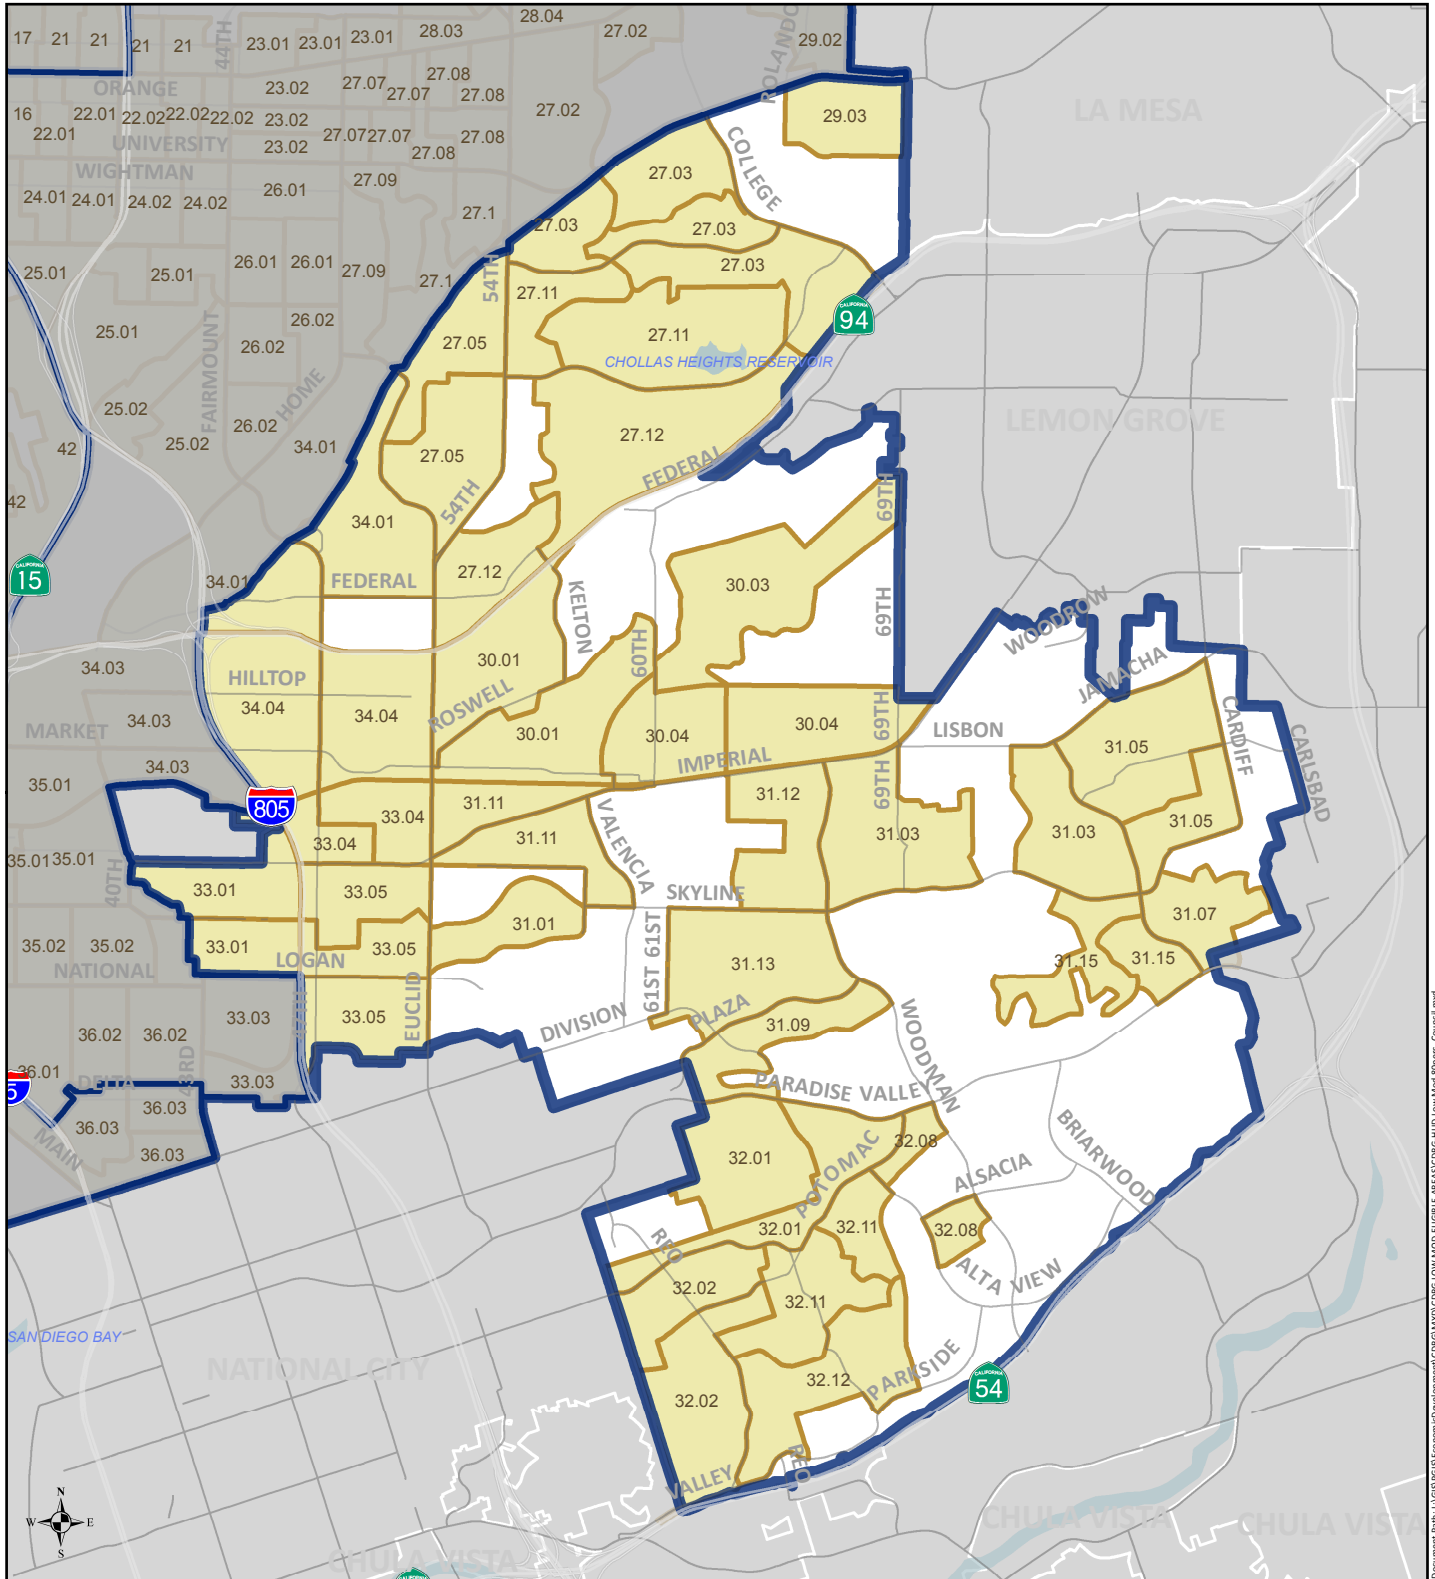 28.04
17 21 21 21 21 23.01 23.01 23.01 28.03 27.02 29.02
44TH
ROLANDO
LA MESA
ORANGE
23.02 27.07 27.07 27.08 27.08
16 22.01 22.01 22.02 22.02 22.02 23.02 27.02 29.03
UNIVERSITY
23.02 27.07 27.07 27.08 27.08
COLLEGE
WIGHTMAN
24.01 24.01 24.02 24.02 26.01 27.09 27.03
27.1 27.03 27.03
27.03
25.01 25.01 26.01 26.01 27.09 27.1 54TH 27.11
CALIFORNIA
94
25.01 26.02 26.02 27.05 27.11
FAIRMOUNT
CHOLLAS HEIGHTS RESERVOIR
HOME
25.02 25.02 26.02 34.01
LEMON GROVE
42 27.05 27.12
FEDERAL
42
54TH
69TH
34.01
CALIFORNIA
15
34.01 FEDERAL 27.12 30.03
KELTON
69TH
WOODROW
34.03 HILLTOP 30.01 60TH
JAMACHA
34.04 34.04 ROSWELL
MARKET 34.03 30.01 30.04 30.04 69TH LISBON
CARDIFF
CARLSBAD
34.03 IMPERIAL 31.05
35.01 69TH
805
31.11 31.12
33.04 33.04 31.11 VALENCIA 31.03 31.03 31.05
35.01 35.01
40TH
33.01 33.05 SKYLINE
31.01 31.07
35.02 35.02 33.01 LOGAN 33.05 61ST 61ST
NATIONAL 31.13 31.15 31.15
33.03 33.05 EUCLID DIVISION PLAZA 31.09 WOODMAN
36.02 36.02
36.01 43RD
5
DELTA 33.03 PARADISE VALLEY
36.03
36.03 BRIARWOOD
MAIN 36.03 32.01 POTOMAC 32.08
ALSACIA
REO 32.01 32.11 32.08
ALTA VIEW
32.02 32.11
SAN DIEGO BAY
NATIONAL CITY
PARKSIDE
CALIFORNIA
54
32.02 32.12
REO
VALLEY
N
W E
S
CHULA VISTA CHULA VISTA
CHULA VISTA